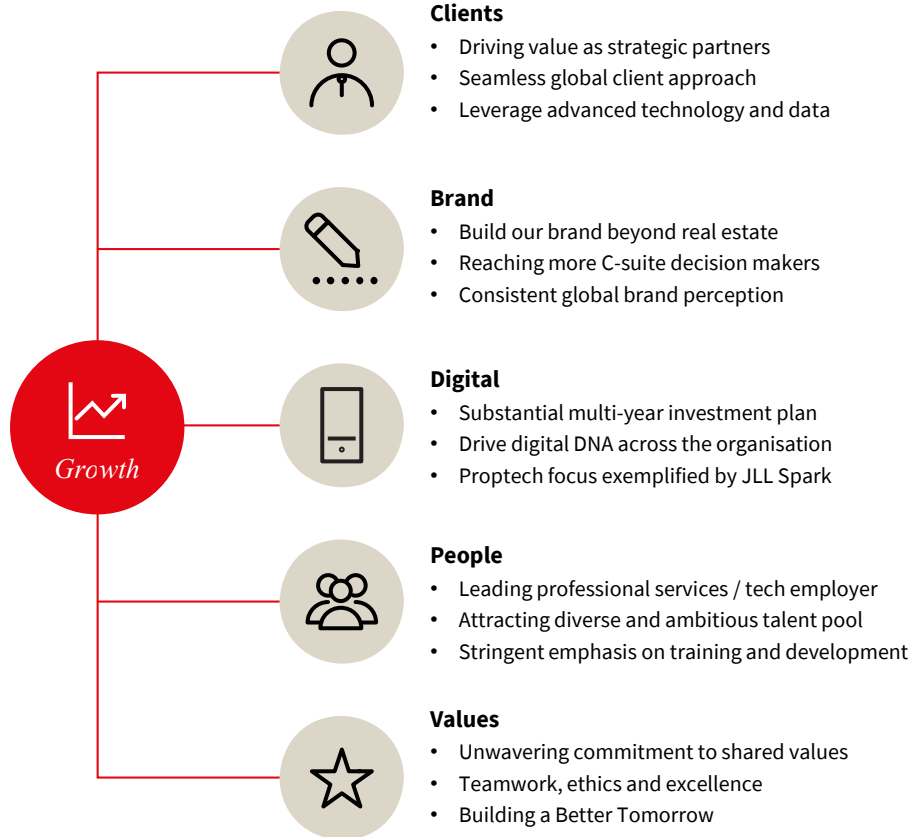 Clients
• Driving value as strategic partners
• Seamless global client approach
• Leverage advanced technology and data
Brand
• Build our brand beyond real estate
• Reaching more C-suite decision makers
• Consistent global brand perception
Growth
Digital
• Substantial multi-year investment plan
• Drive digital DNA across the organisation
• Proptech focus exemplified by JLL Spark
People
• Leading professional services / tech employer
• Attracting diverse and ambitious talent pool
• Stringent emphasis on training and development
Values
• Unwavering commitment to shared values
• Teamwork, ethics and excellence
• Building a Better Tomorrow